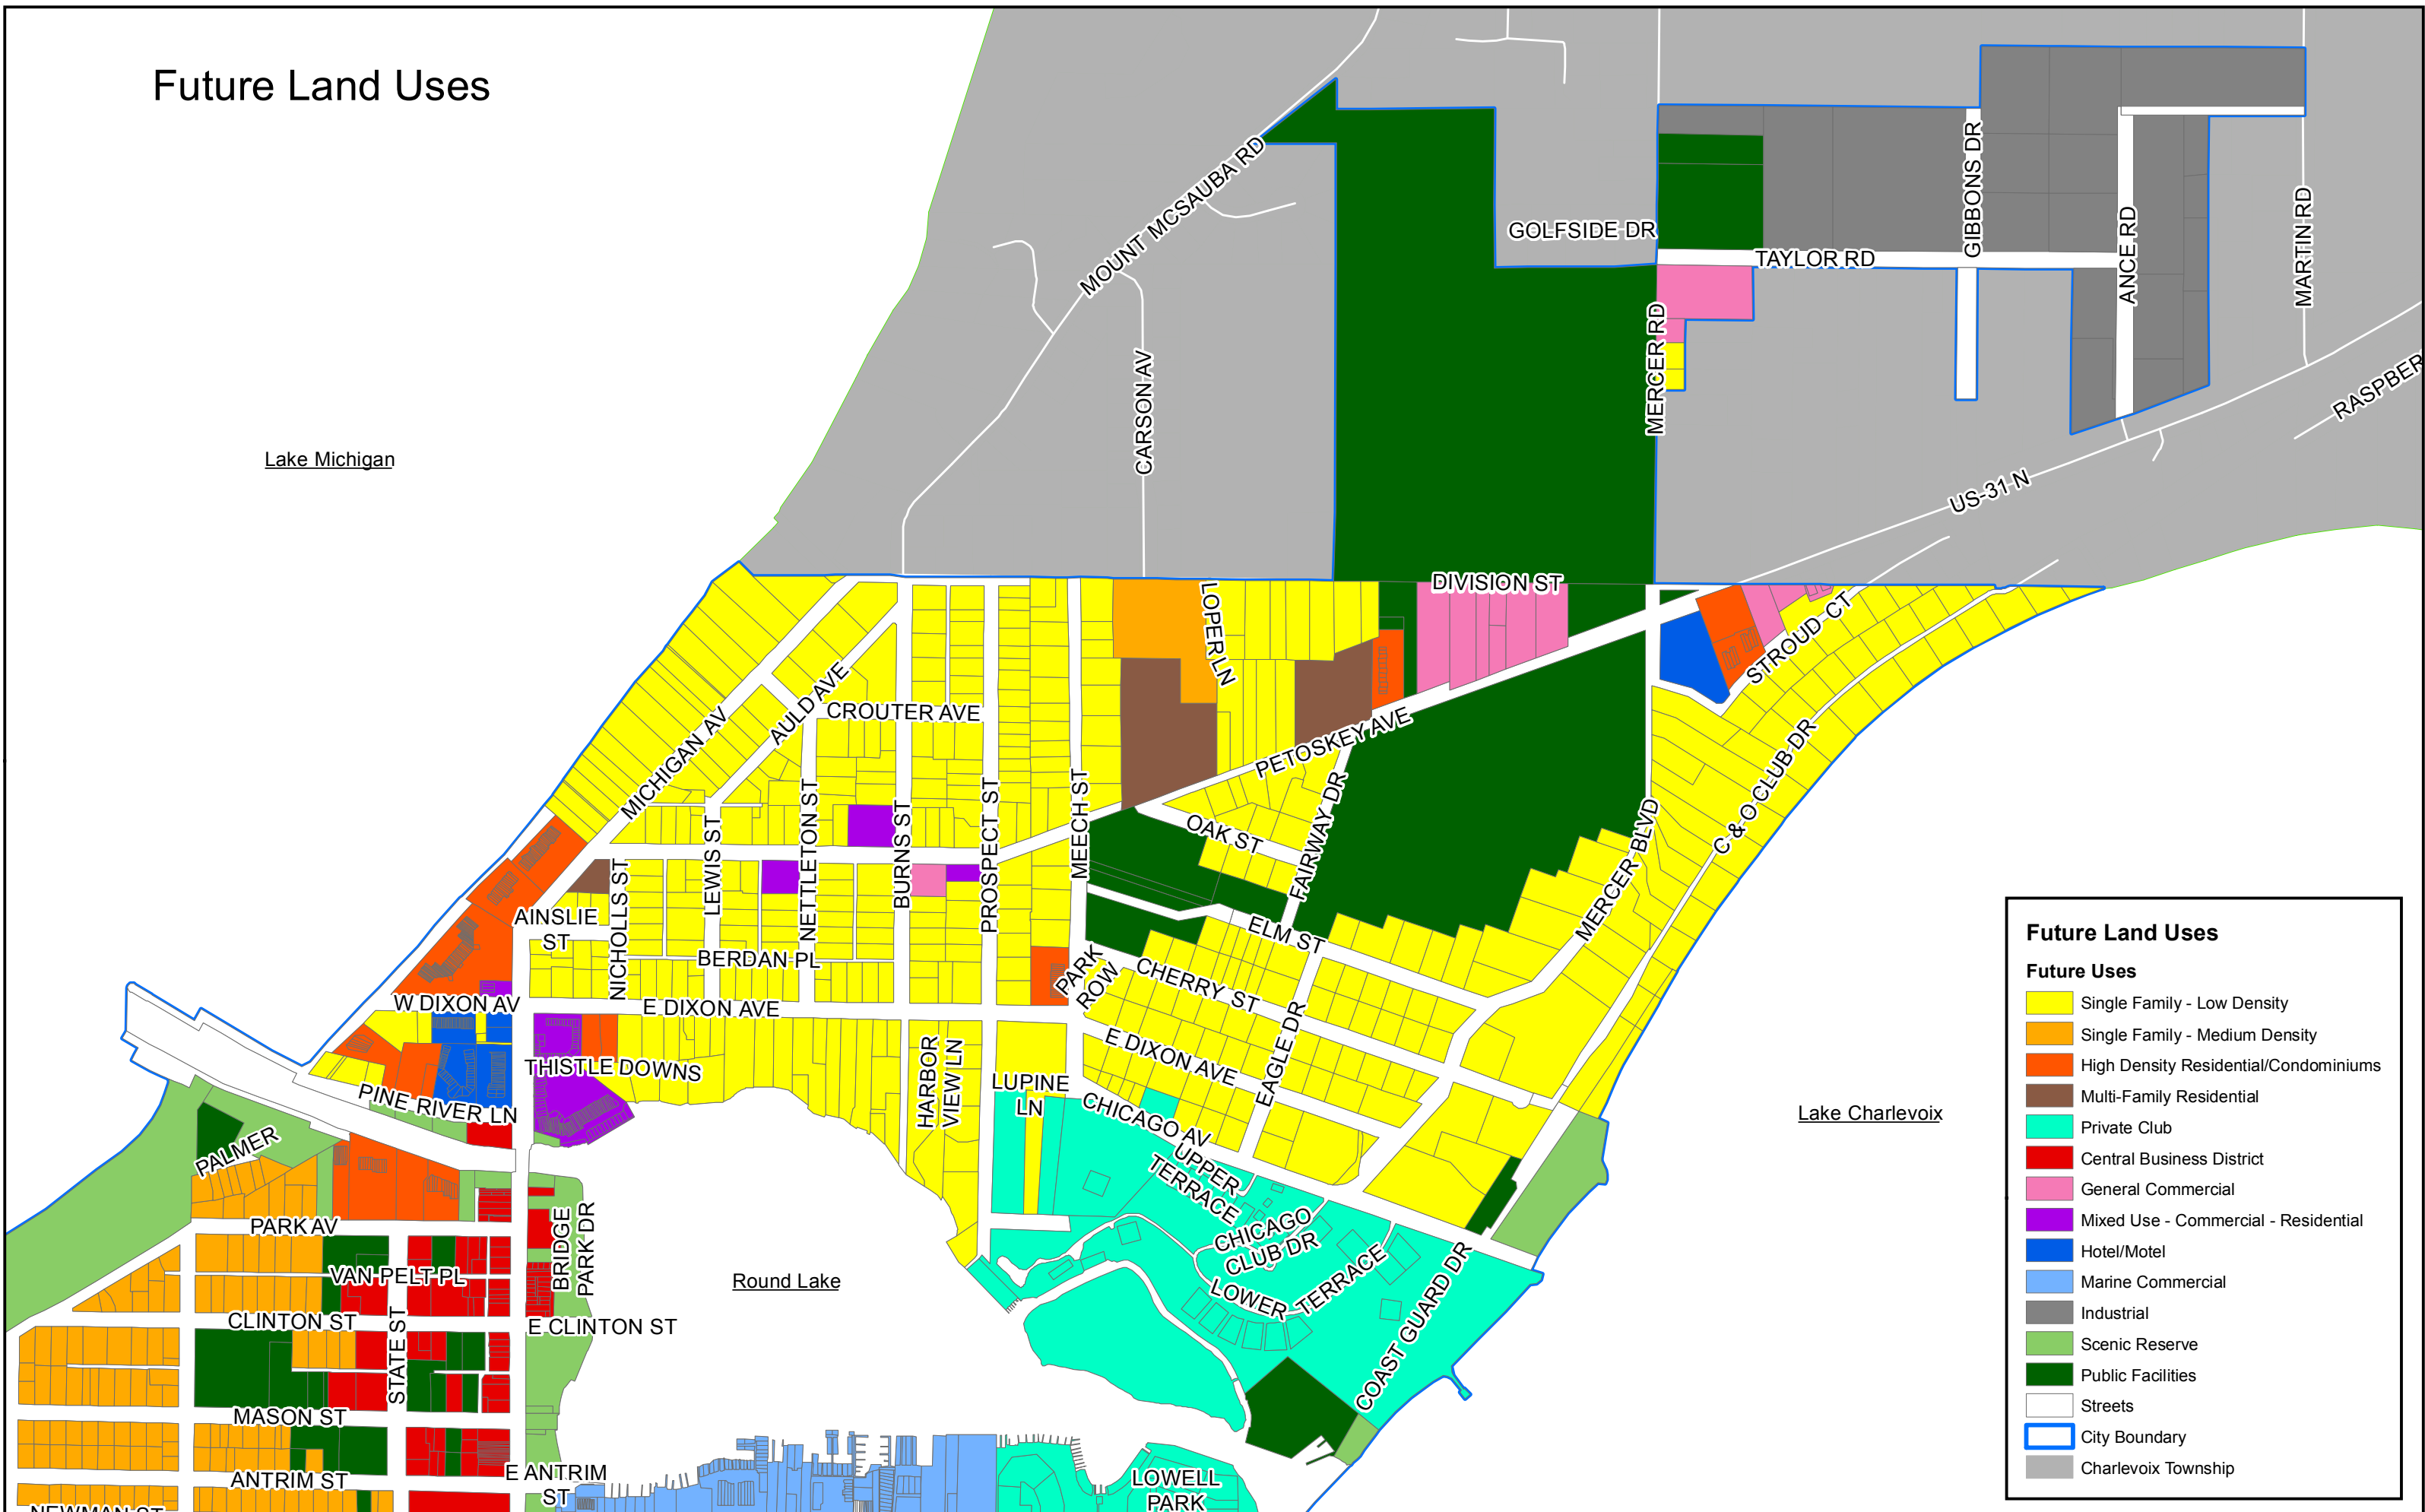 Future Land Uses
MOUNT MCSAUBA RD
GOLFSIDE DR
TAYLOR RD
GIBBONS DR
ANCE RD
MARTIN RD
MERCER RD
CARSON AV
Lake Michigan
US-31 N
DIVISION ST
LOPER LN
STROUD CT
AULD AVE
CROUTER AVE
MICHIGAN AV
PETOSKEY AVE
C & O CLUB DR
FAIRWAY DR
OAK ST
MERCER BLVD
MEECH ST
PROSPECT ST
BURNS ST
NETTLETON ST
LEWIS ST
NICHOLLS ST
AINSLIE
ST
BERDAN PL
ELM ST
PARK
ROW
CHERRY ST
W DIXON AV
E DIXON AVE
E DIXON AVE
EAGLE DR
THISTLE DOWNS
HARBOR
VIEW LN
LUPINE
LN
PINE RIVER LN
CHICAGO AV
UPPER
TERRACE
PALMER
PARK AV
BRIDGE
PARK DR
CHICAGO
CLUB DR
LOWER TERRACE
COAST GUARD DR
Lake Charlevoix
Round Lake
VAN PELT PL
CLINTON ST
E CLINTON ST
STATE ST
MASON ST
ANTRIM ST
E ANTRIM
ST
LOWELL
PARK
NEWMAN ST
Future Land Uses
Future Uses
Single Family - Low Density
Single Family - Medium Density
High Density Residential/Condominiums
Multi-Family Residential
Private Club
Central Business District
General Commercial
Mixed Use - Commercial - Residential
Hotel/Motel
Marine Commercial
Industrial
Scenic Reserve
Public Facilities
Streets
City Boundary
Charlevoix Township